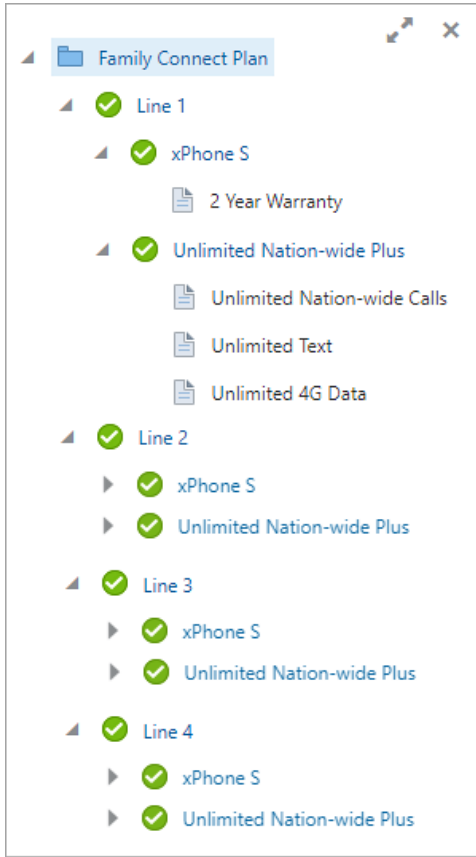 Family Connect Plan
Line 1
xPhone S
2 Year Warranty
Unlimited Nation-wide Plus
Unlimited Nation-wide Calls
Unlimited Text
Unlimited 4G Data
Line 2
xPhone S
Unlimited Nation-wide Plus
Line 3
xPhone S
Unlimited Nation-wide Plus
Line 4
xPhone S
Unlimited Nation-wide Plus